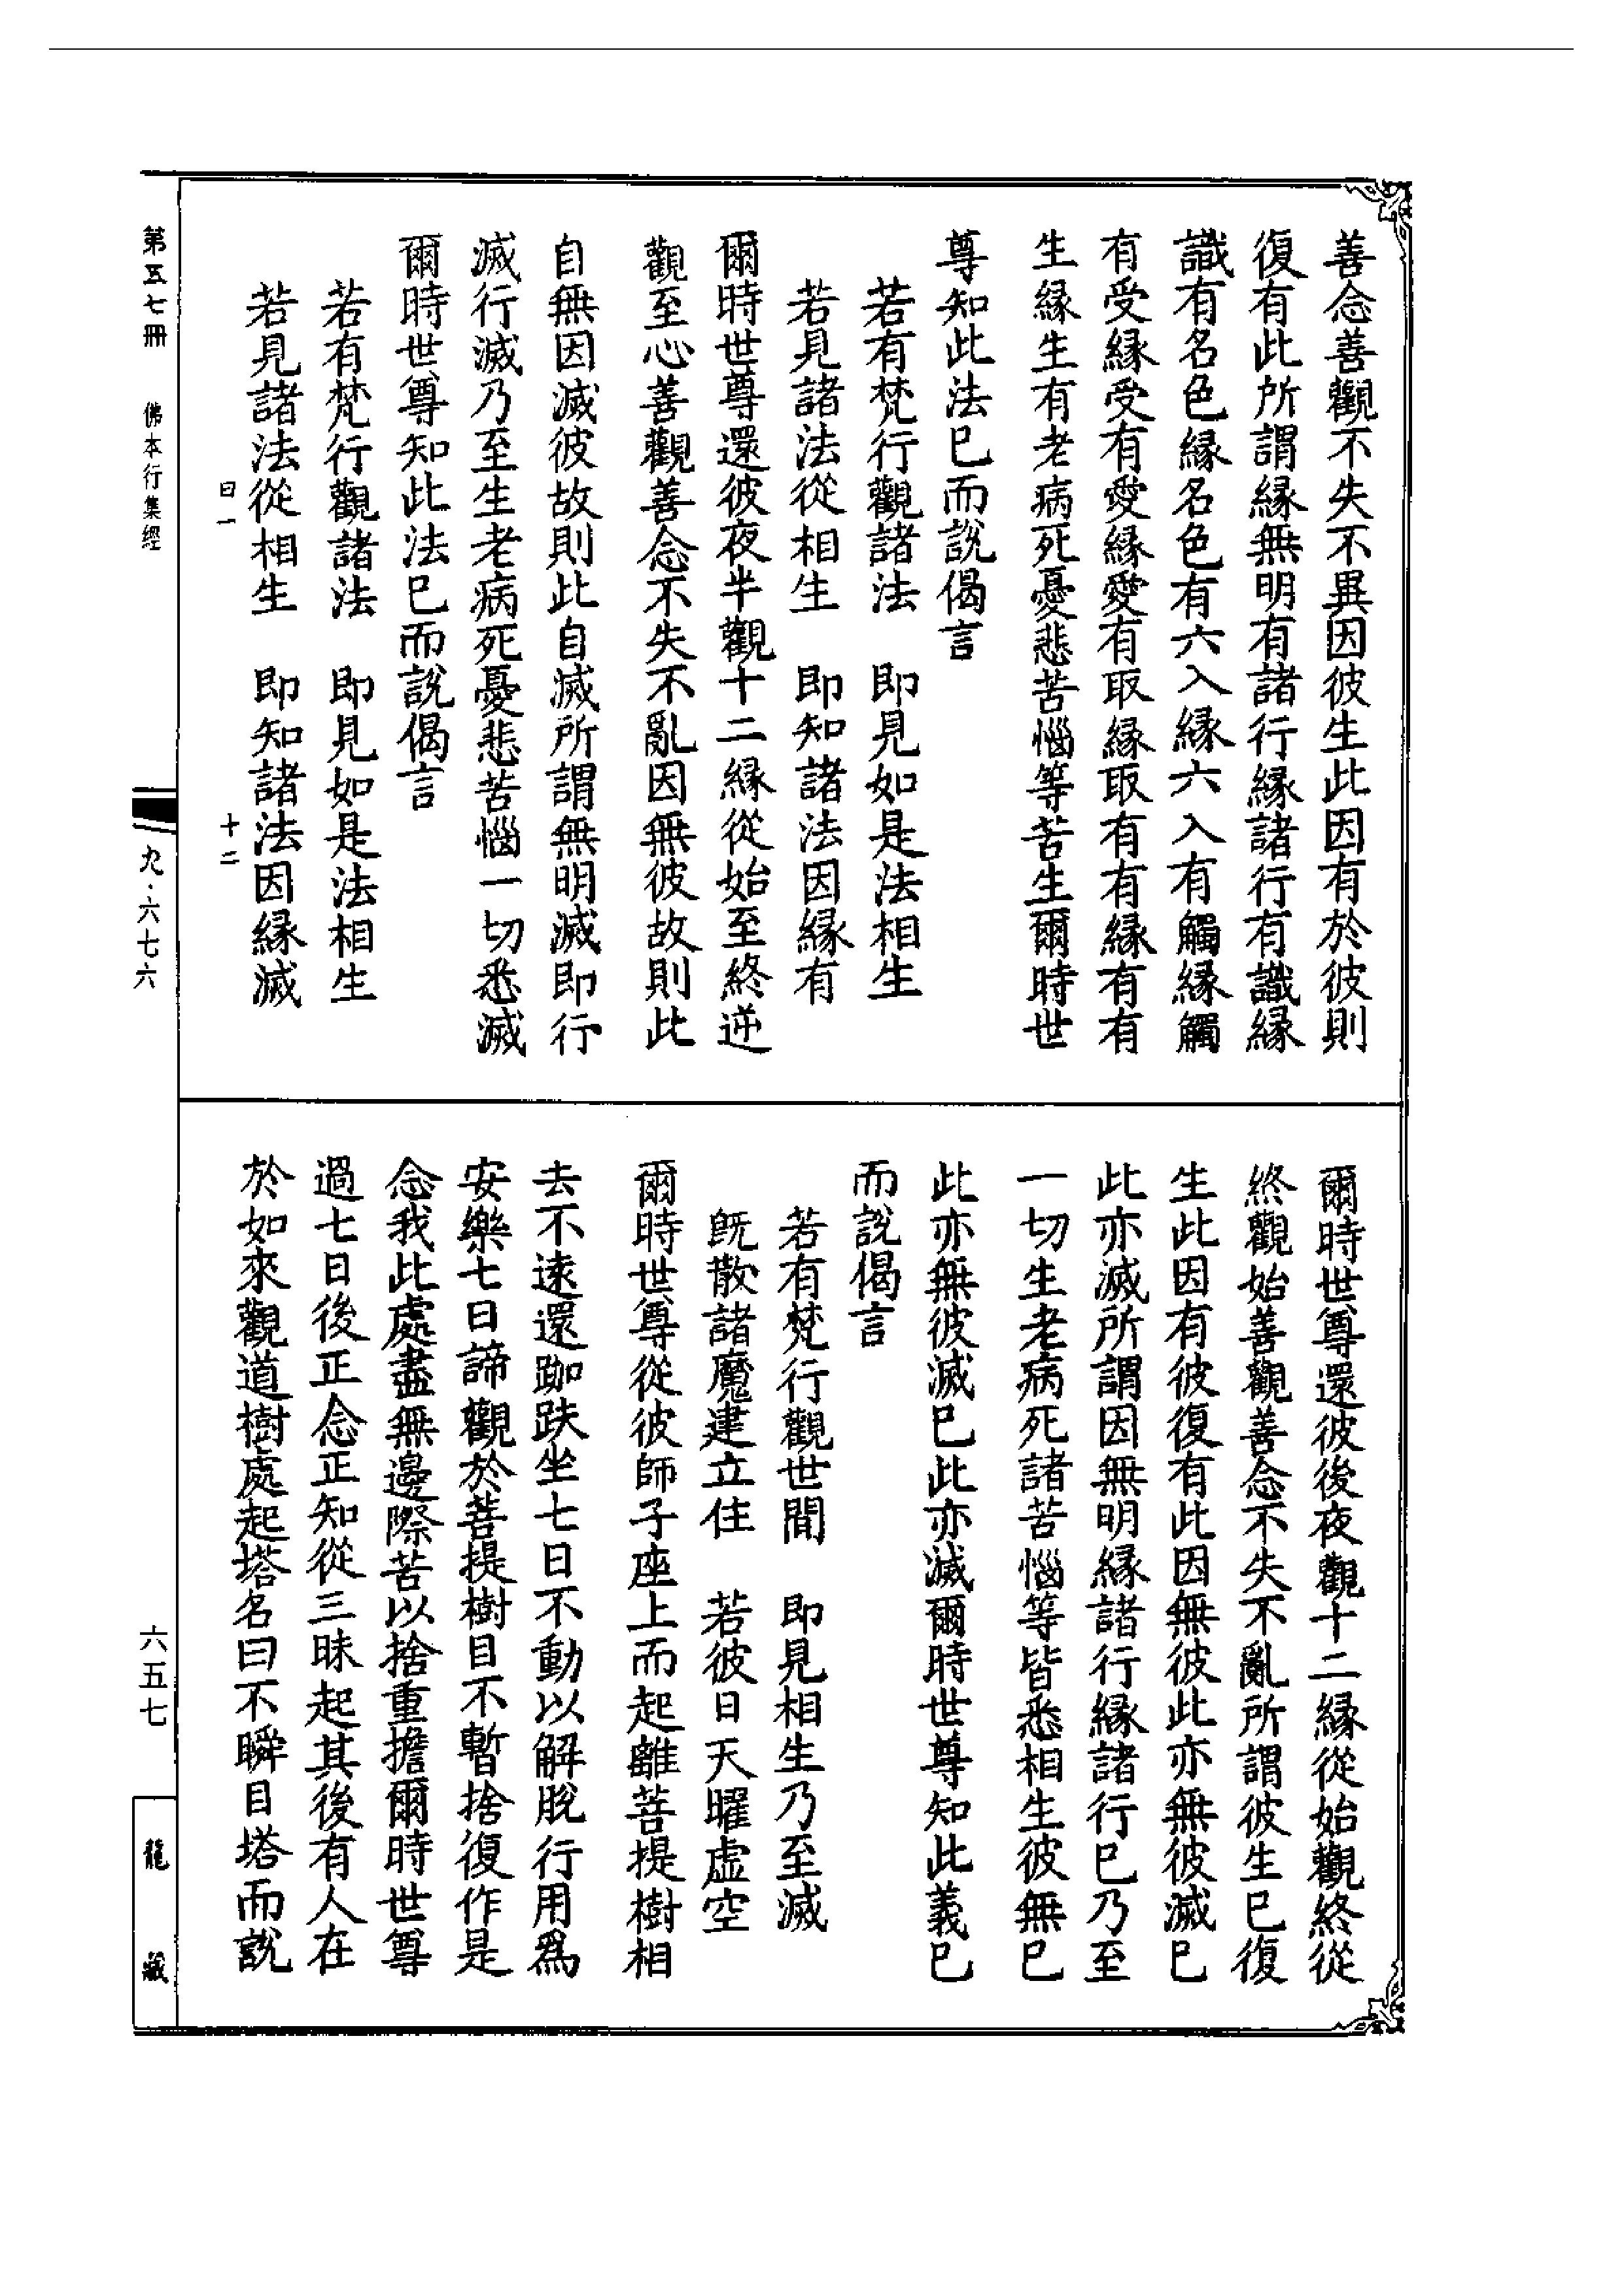 善念善觀不失不異因彼生此因有於彼則
復有此所謂緣無明有諸行緣諸行有識緣
識有名色緣名色有六入緣六入有觸緣觸
有受緣受有愛緣愛有取緣取有有緣有有
生緣生有老病死憂悲苦惱等苦生爾時世
尊知此法已而說偈言
若有梵行觀諸法　即見如是法相生
若見諸法從相生　即知諸法因緣有
爾時世尊還彼夜半觀十二緣從始至終逆
觀至心善觀善念不失不亂因無彼故則此
自無因滅彼故則此自滅所謂無明滅即行
滅行滅乃至生老病死憂悲苦惱一切悉滅
爾時世尊知此法已而說偈言
若有梵行觀諸法　即見如是法相生
若見諸法從相生　即知諸法因緣滅
曰一　十二
爾時世尊還彼後夜觀十二緣從始觀終從
終觀始善觀善念不失不亂所謂彼生已復
生此因有彼復有此因無彼此亦無彼滅已
此亦滅所謂因無明緣諸行緣諸行已乃至
一切生老病死諸苦惱等皆悉相生彼無已
此亦無彼滅已此亦滅爾時世尊知此義已
而說偈言
若有梵行觀世間　即見相生乃至滅
既散諸魔建立住　若彼日天曜虛空
爾時世尊從彼師子座上而起離菩提樹相
去不遠還跏趺坐七日不動以解脫行用為
安樂七日諦觀於菩提樹目不暫捨復作是
念我此處盡無邊際苦以捨重擔爾時世尊
過七日後正念正知從三昧起其後有人在
於如來觀道樹處起塔名曰不瞬目塔而說
第五七冊　佛本行集經
九·六七六
六五七
龍藏